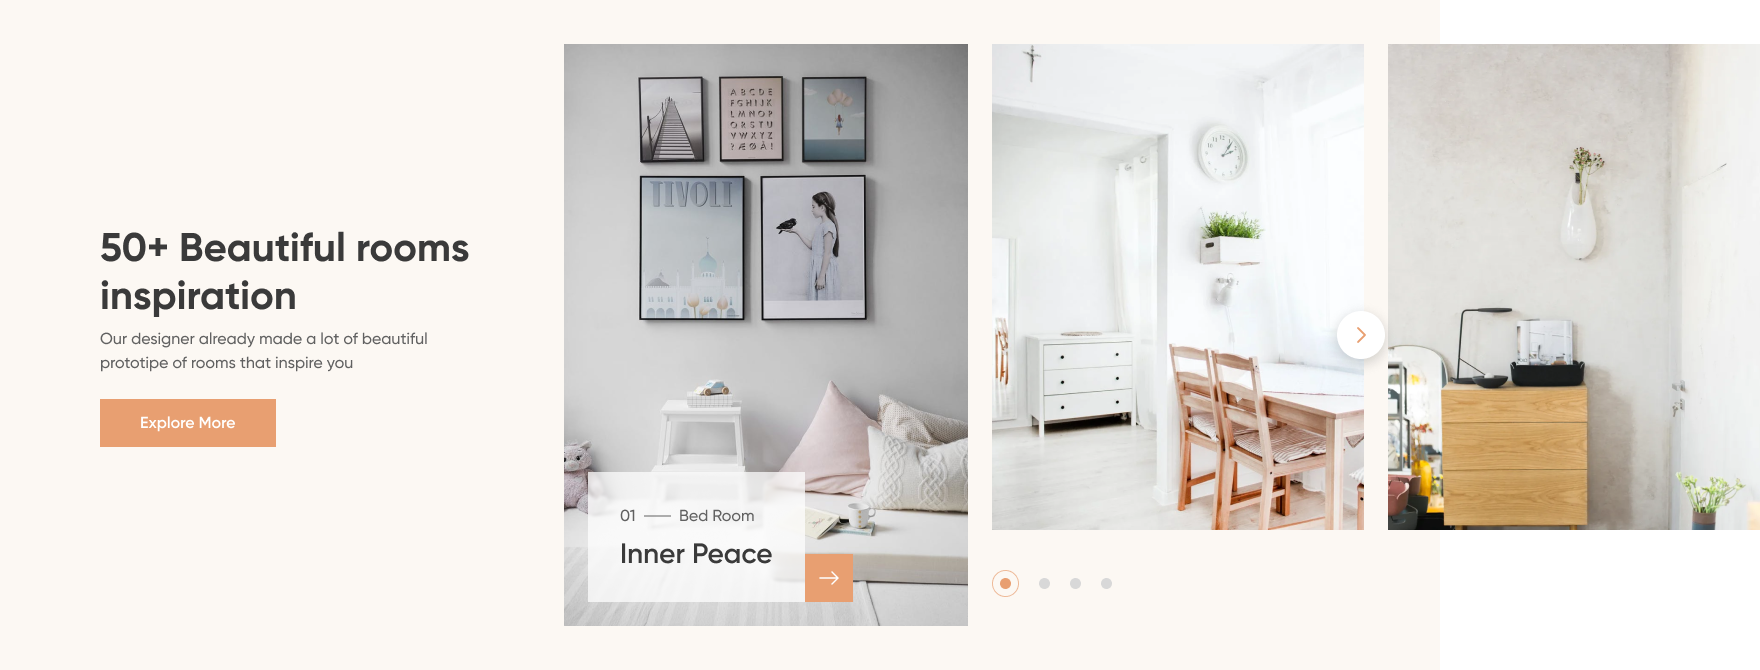 50+ Beautiful rooms
inspiration
Our designer already made a lot of beautiful
prototipe of rooms that inspire you
Explore More
A B C D E
F G H I J K
L M N O P
Q R S T U
V W X Y Z
? Æ Ø Å !
TIVOLI
01 — Bed Room
Inner Peace